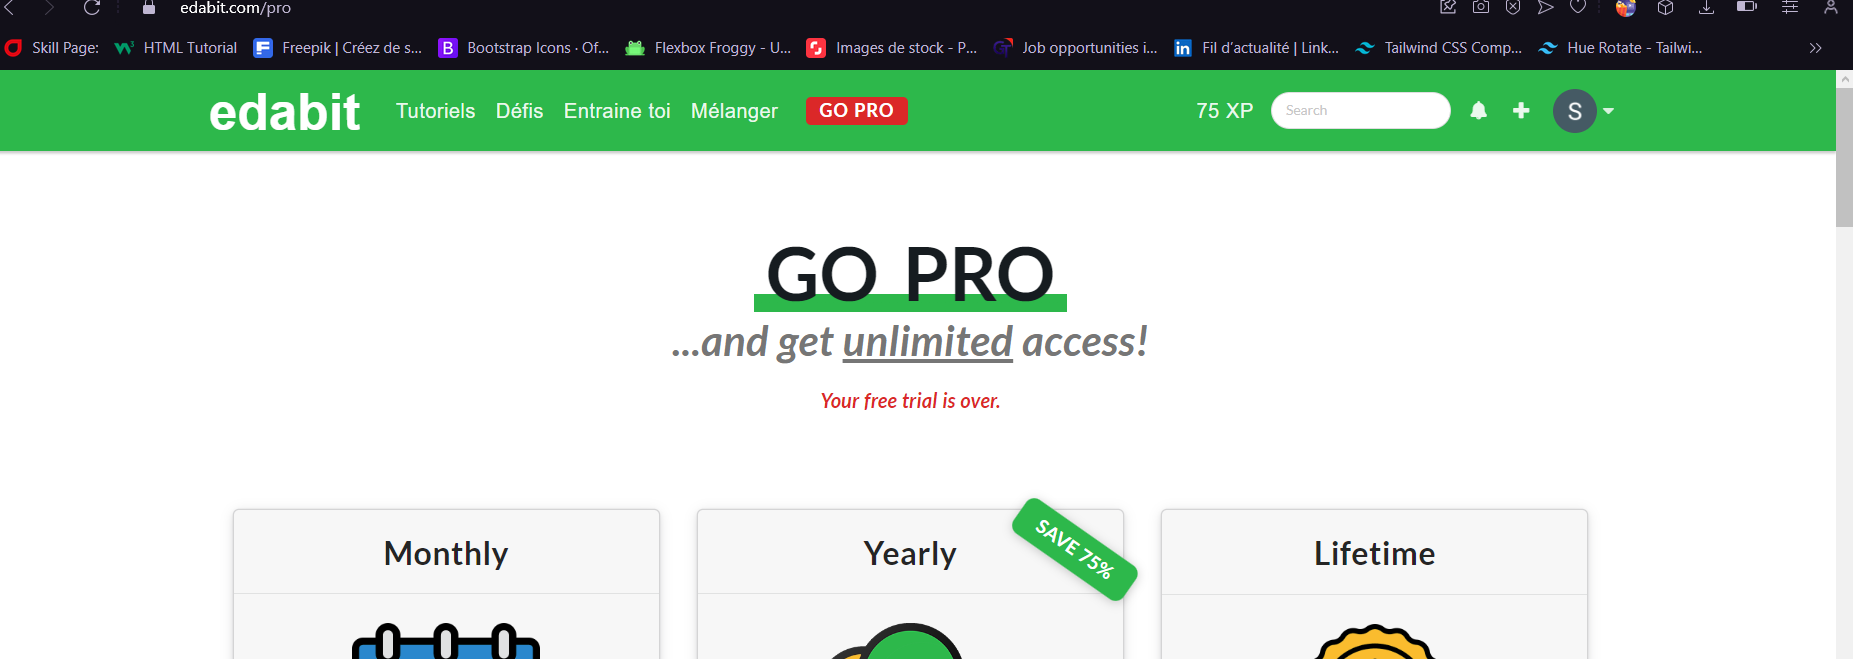 edabit.com/pro
Skill Page: HTML Tutorial Freepik | Créez de s... Bootstrap Icons · Of... Flexbox Froggy - U... Images de stock - P... Job opportunities i... Fil d’actualité | Link... Tailwind CSS Comp... Hue Rotate - Tailwi...
edabit Tutoriels Défis Entraine toi Mélanger GO PRO 75 XP Search S
GO PRO
...and get unlimited access!
Your free trial is over.
Monthly
Yearly
SAVE 75%
Lifetime